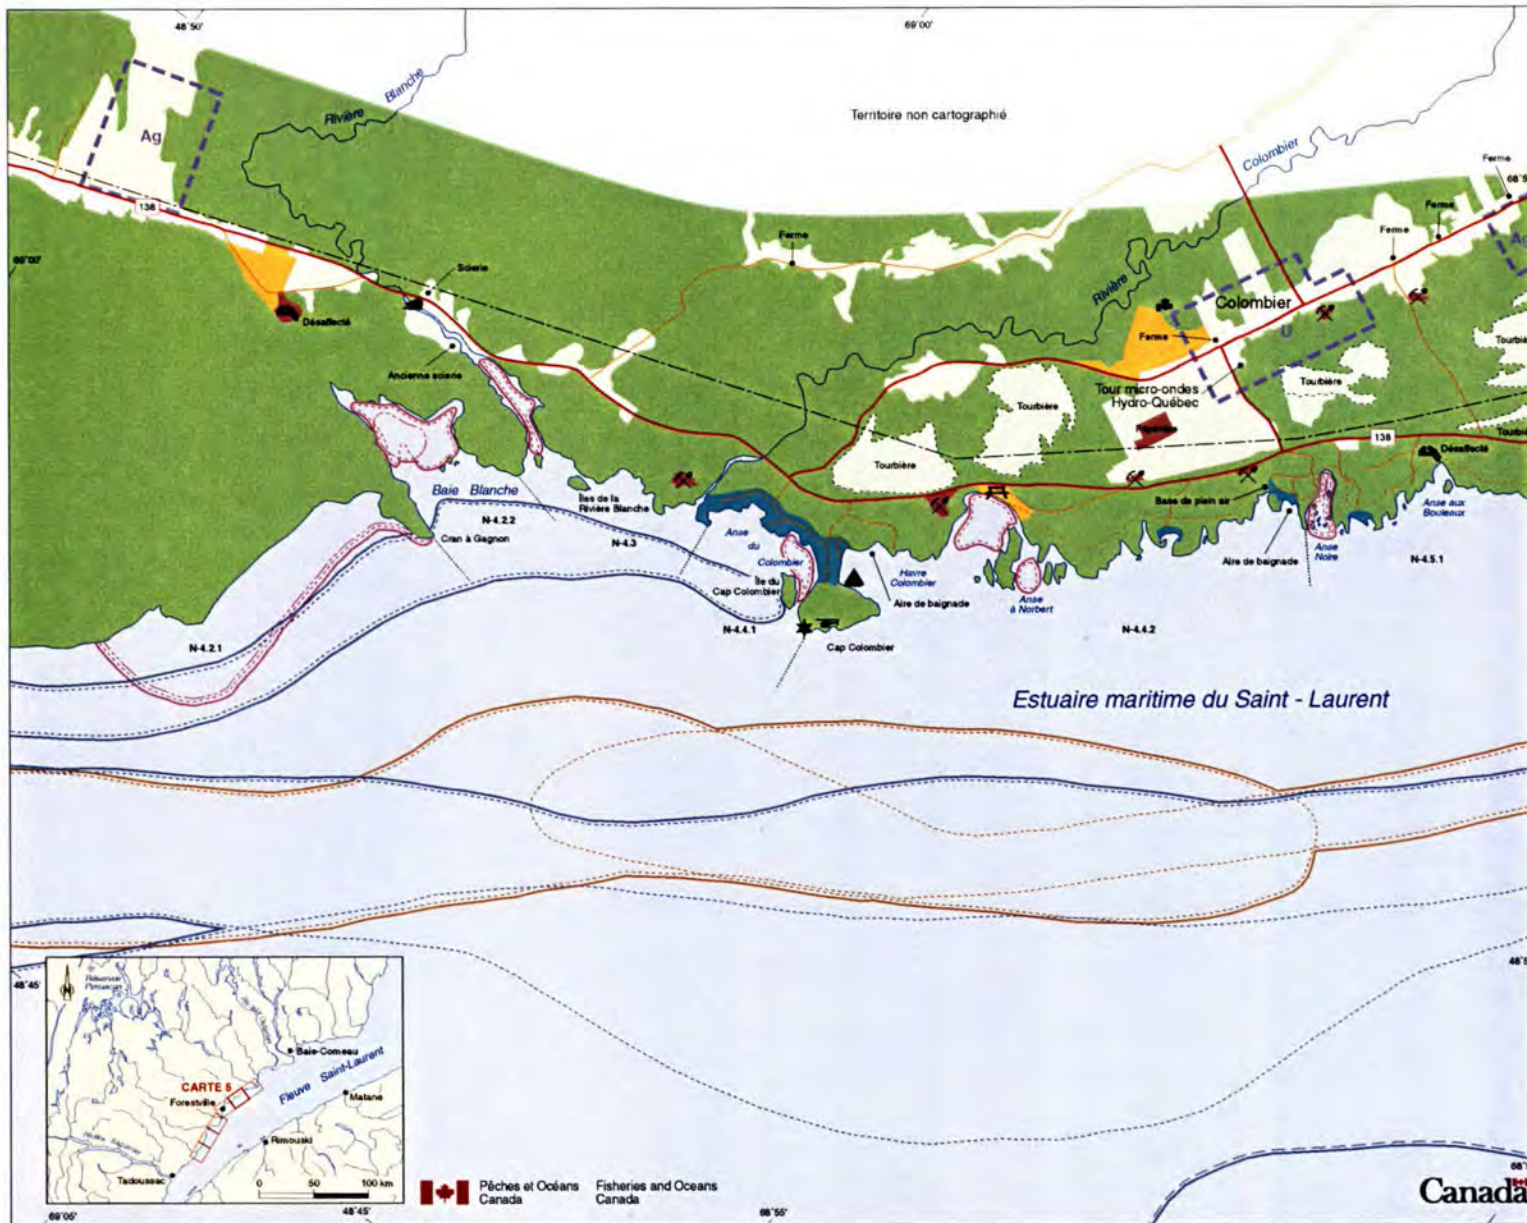 48°50'
69°00'
Rivière Blanche
Territoire non cartographié
Colombier
Ferme
Ag
138
69°00'
Ferme
Ferme
Ferme
Ag
Scierie
Rivière
Colombier
Désaffecté
Ferme
U
Ancienne scierie
Tour micro-ondes
Hydro-Québec
Tourbière
Tourbière
Tourbière
Tourbière
138
Désaffecté
Baie Blanche
Îles de la
Rivière Blanche
Base de plein air
N-4.2.2
Cran à Gagnon
N-4.3
Anse
du
Colombier
Île du
Cap Colombier
Havre
Colombier
Aire de baignade
Anse
à Norbert
Aire de baignade
Anse
Noire
Anse aux
Bouleaux
N-4.5.1
N-4.2.1
N-4.4.1
Cap Colombier
N-4.4.2
Estuaire maritime du Saint - Laurent
48°45'
Réservoir
Baie-Comeau
CARTE 5
Forestville
Fleuve Saint-Laurent
Matane
Rimouski
Tadoussac
0 50 100 km
Pêches et Océans
Canada
Fisheries and Oceans
Canada
Canada
69°05'
48°45'
68°55'